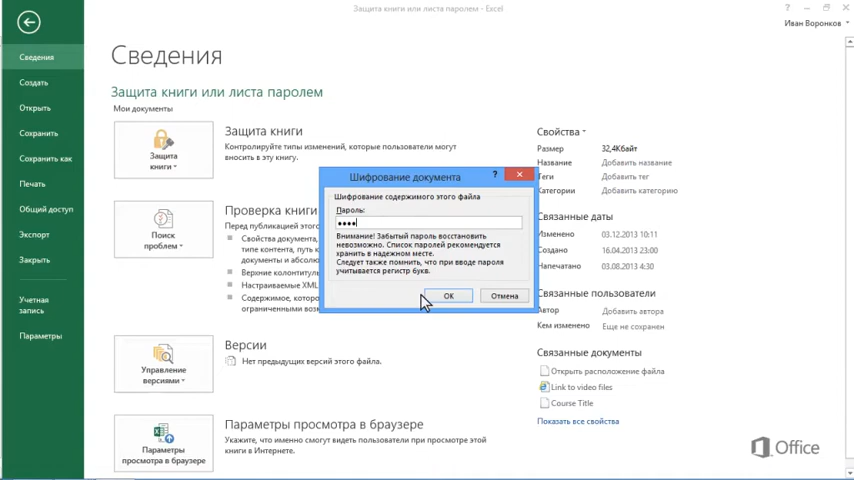 Защита книги или листа паролем - Excel
Иван Воронков
Сведения
Создать
Открыть
Сохранить
Сохранить как
Печать
Общий доступ
Экспорт
Закрыть
Учетная
запись
Параметры
Сведения
Защита книги или листа паролем
Мои документы
Защита
книги
Защита книги
Контролируйте типы изменений, которые пользователи могут
вносить в эту книгу.
Поиск
проблем
Проверка книги
Перед публикацией этого
Свойства документа,
типе контента, путь к
документы и
Верхние
Настраиваемые XML
Содержимое,
ограниченными
Управление
версиями
Версии
Нет предыдущих версий этого файла.
Параметры
просмотра в браузере
Параметры просмотра в браузере
Укажите, что именно смогут видеть пользователи при просмотре этой
книги в Интернете.
Шифрование документа
?
Шифрование содержимого этого файла
Пароль:
••••
Внимание! Забытый пароль восстановить
невозможно. Список паролей рекомендуется
хранить в надежном месте.
Следует также помнить, что при вводе пароля
учитывается регистр букв.
ОК
Отмена
Свойства
Размер 32,4Кбайт
Название Добавить название
Теги Добавить тег
Категории Добавить категорию
Связанные даты
Изменено 03.12.2013 10:11
Создано 16.04.2013 23:00
Напечатано 03.08.2013 4:30
Связанные пользователи
Автор Добавить автора
Кем изменено Еще не сохранен
Связанные документы
Открыть расположение файла
Link to video files
Course Title
Показать все свойства
Office